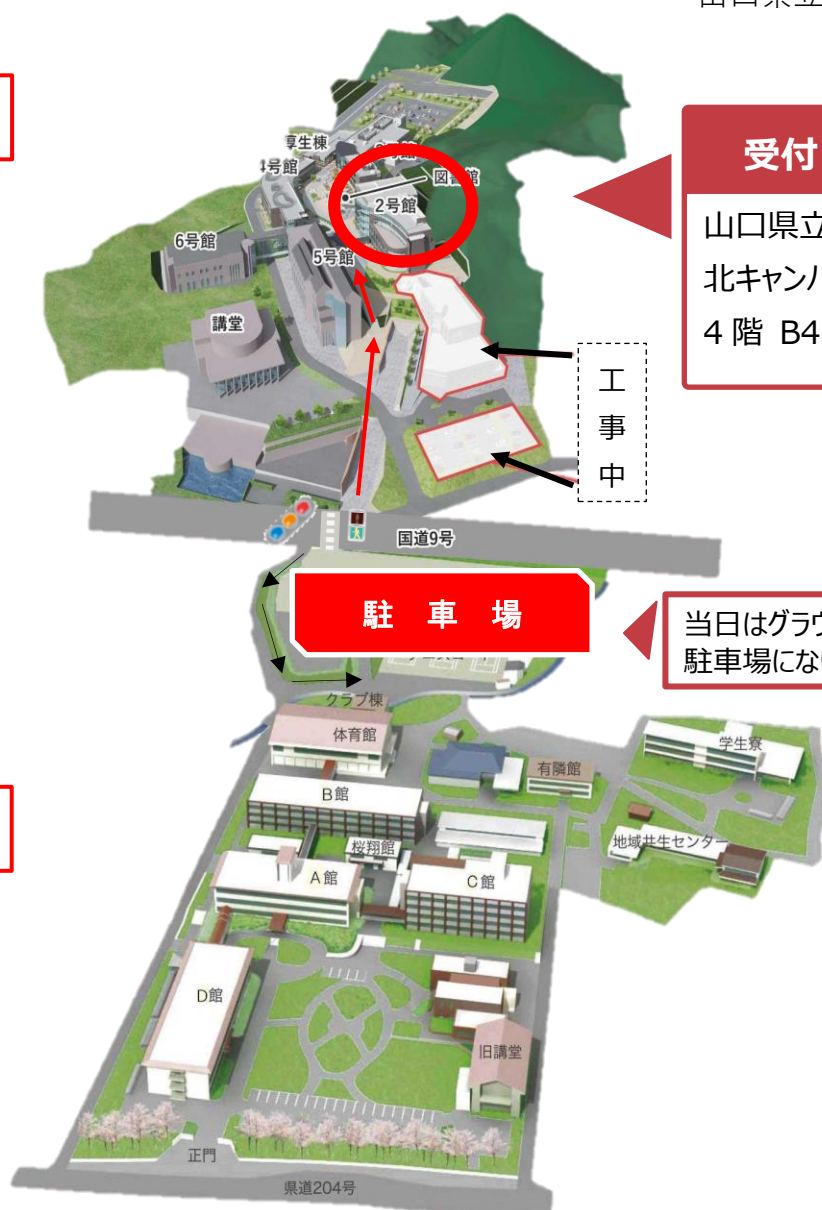 山口県立
厚生棟
図書館
2号館
6号館
5号館
講堂
受付
山口県立
北キャンパ
4 階 B4
工事中
国道9号
駐 車 場
当日はグラウ
駐車場にな
クラブ棟
体育館
学生寮
有隣館
B館
桜翔館
地域共生センター
A館
C館
D館
旧講堂
正門
県道204号